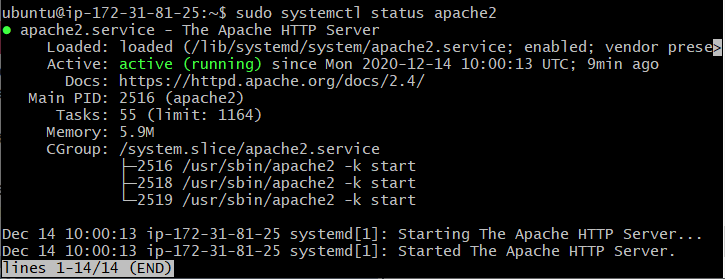 ubuntu@ip-172-31-81-25:~$ sudo systemctl status apache2
● apache2.service - The Apache HTTP Server
     Loaded: loaded (/lib/systemd/system/apache2.service; enabled; vendor prese>
     Active: active (running) since Mon 2020-12-14 10:00:13 UTC; 9min ago
       Docs: https://httpd.apache.org/docs/2.4/
   Main PID: 2516 (apache2)
      Tasks: 55 (limit: 1164)
     Memory: 5.9M
     CGroup: /system.slice/apache2.service
             ├─2516 /usr/sbin/apache2 -k start
             ├─2518 /usr/sbin/apache2 -k start
             └─2519 /usr/sbin/apache2 -k start
Dec 14 10:00:13 ip-172-31-81-25 systemd[1]: Starting The Apache HTTP Server...
Dec 14 10:00:13 ip-172-31-81-25 systemd[1]: Started The Apache HTTP Server.
lines 1-14/14 (END)